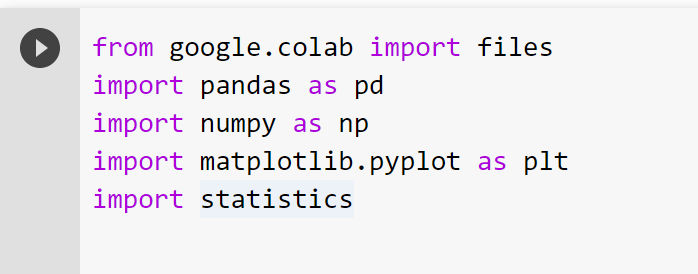 from google.colab import files
import pandas as pd
import numpy as np
import matplotlib.pyplot as plt
import statistics